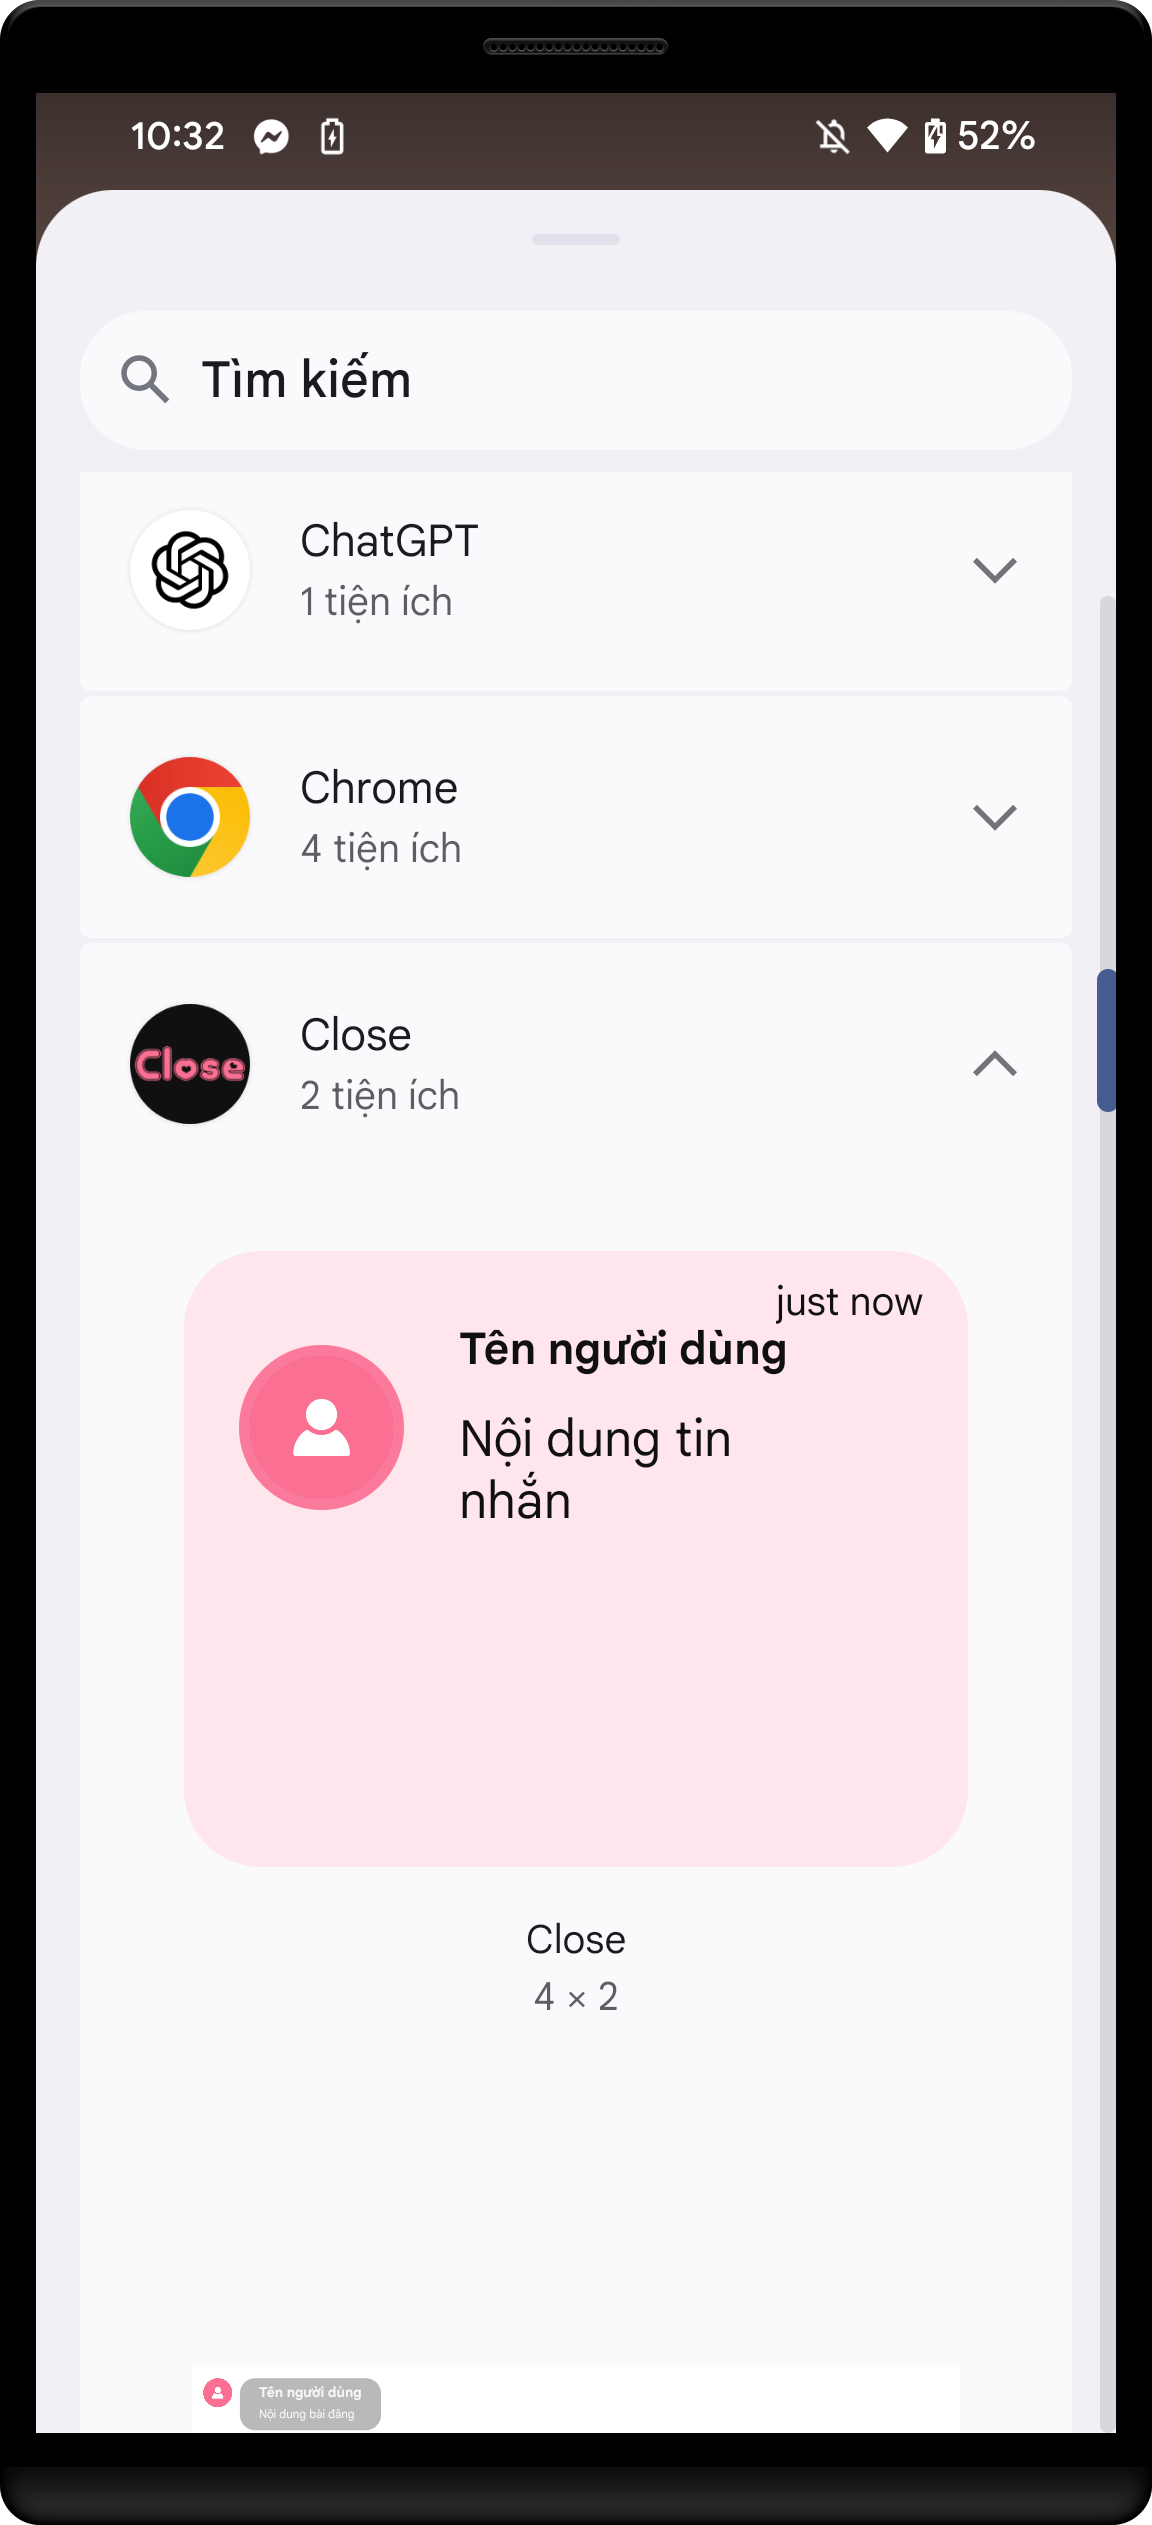 10:32
52%
Tìm kiếm
ChatGPT
1 tiện ích
Chrome
4 tiện ích
Close
Close
2 tiện ích
just now
Tên người dùng
Nội dung tin
nhắn
Close
4 × 2
Tên người dùng
Nội dung bài đăng